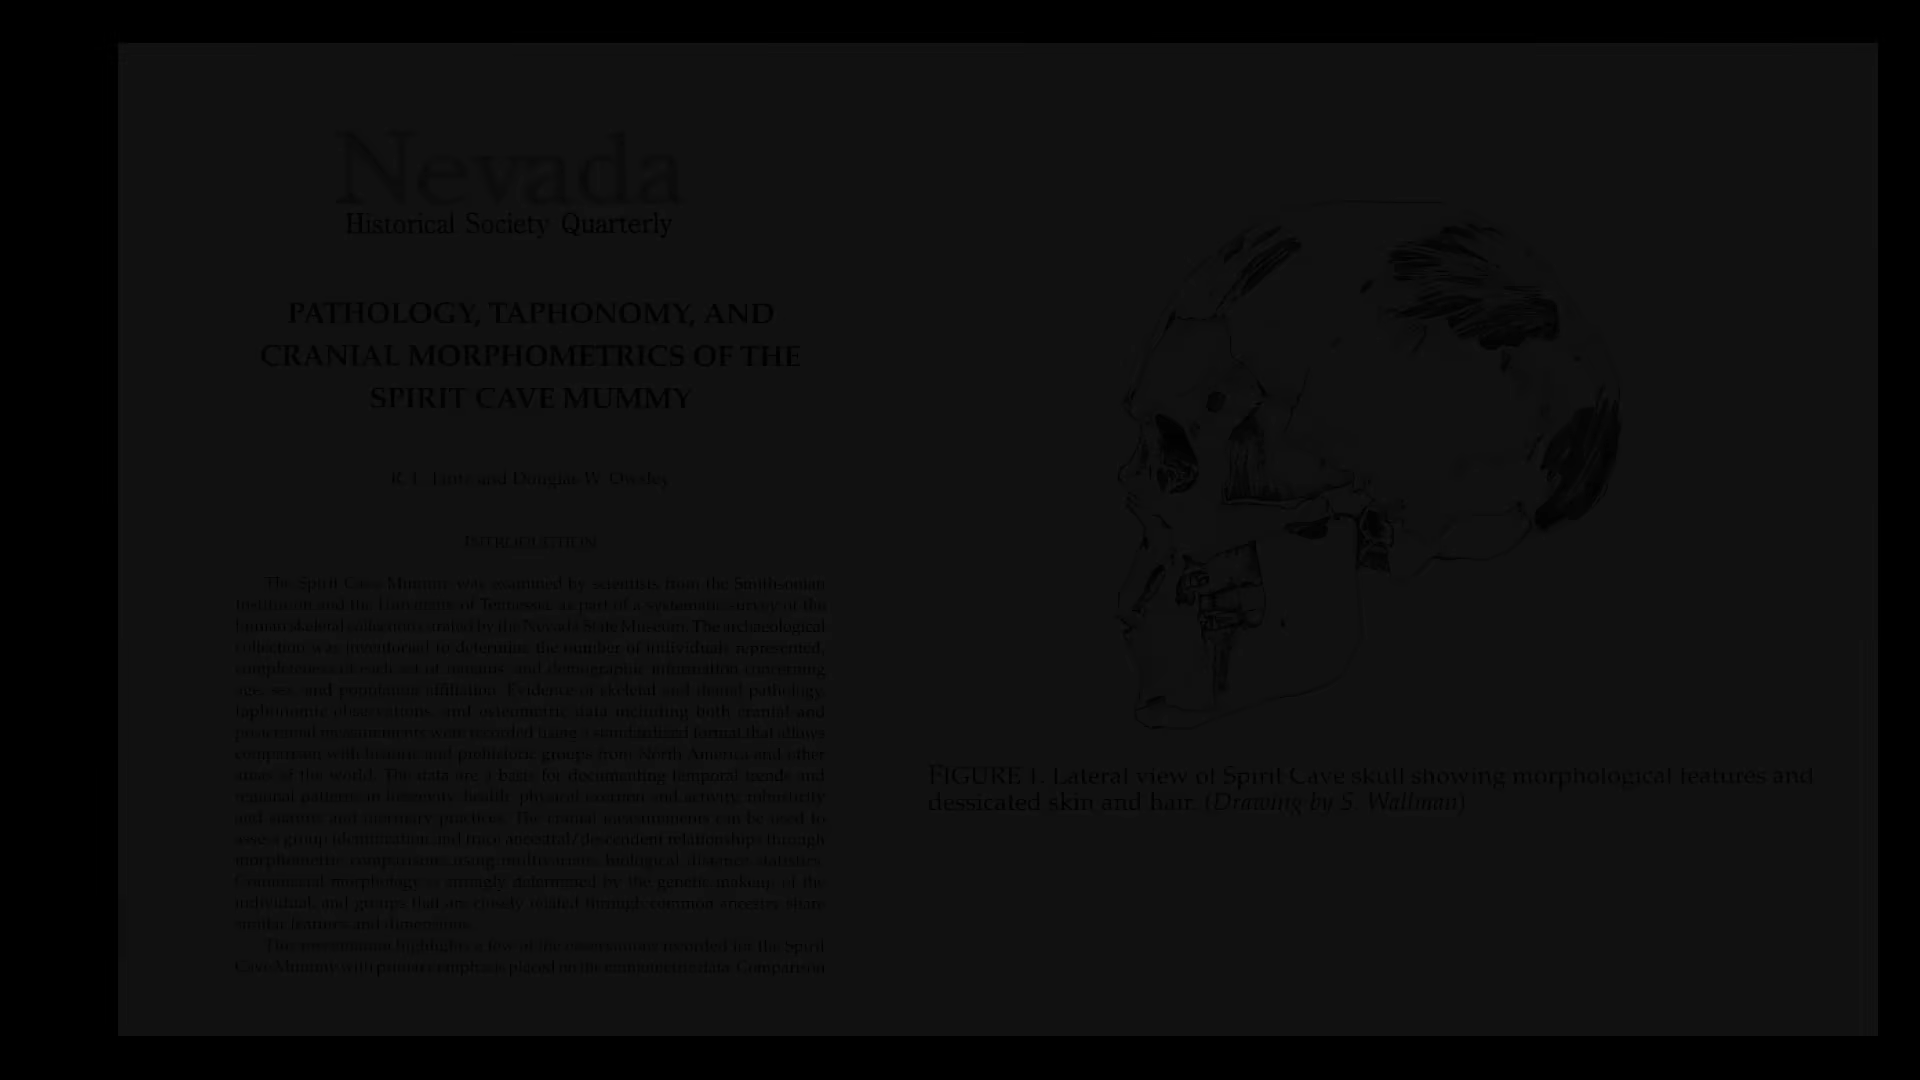 Nevada
Historical Society Quarterly
PATHOLOGY, TAPHONOMY, AND
CRANIAL MORPHOMETRICS OF THE
SPIRIT CAVE MUMMY
and Douglas W. Owsley
INTRODUCTION
The Spirit Cave Mummy was examined by scientists from the Smithsonian
Institution and the University of Tennessee as part of a systematic survey of the
human skeletal collections curated by the Nevada State Museum. The archaeological
collection was inventoried to determine the number of individuals represented,
completeness of each set of remains, and demographic information concerning
age, sex, and population affiliation. Evidence of skeletal and dental pathology,
taphonomic observations, and osteometric data including both cranial and
postcranial measurements were recorded using a standardized format that allows
comparison with historic and prehistoric groups from North America and other
areas of the world. The data are a basis for documenting temporal trends and
regional patterns in longevity, health, physical exertion and activity, robusticity
and stature and mortuary practices. The cranial measurements can be used to
assess group identification and trace ancestral/descendent relationships through
morphometric comparisons using multivariate biological distance statistics.
Craniofacial morphology is strongly determined by the genetic makeup of the
individual, and groups that are closely related through common ancestry share
similar features and dimensions.
This presentation highlights a few of the observations recorded for the Spirit
Cave Mummy with primary emphasis placed on the craniometric data. Comparison
FIGURE 1. Lateral view of Spirit Cave skull showing morphological features and
dessicated skin and hair. (Drawing by S. Wallman)